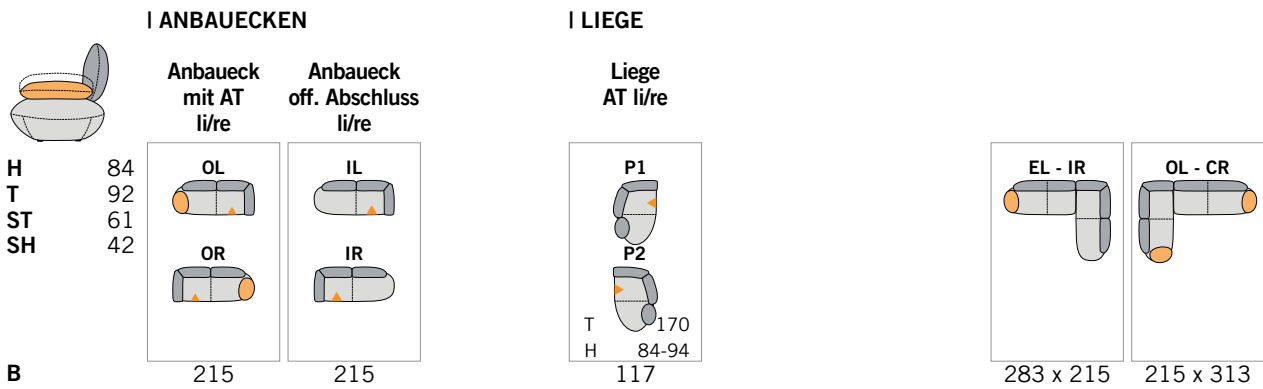 | ANBAUECKEN
| LIEGE
Anbaueck
mit AT
li/re
Anbaueck
off. Abschluss
li/re
Liege
AT li/re
H 84
T 92
ST 61
SH 42
OL
IL
P1
EL - IR
OL - CR
OR
IR
P2
T 170
H 84-94
B 215 215 117 283 x 215 215 x 313